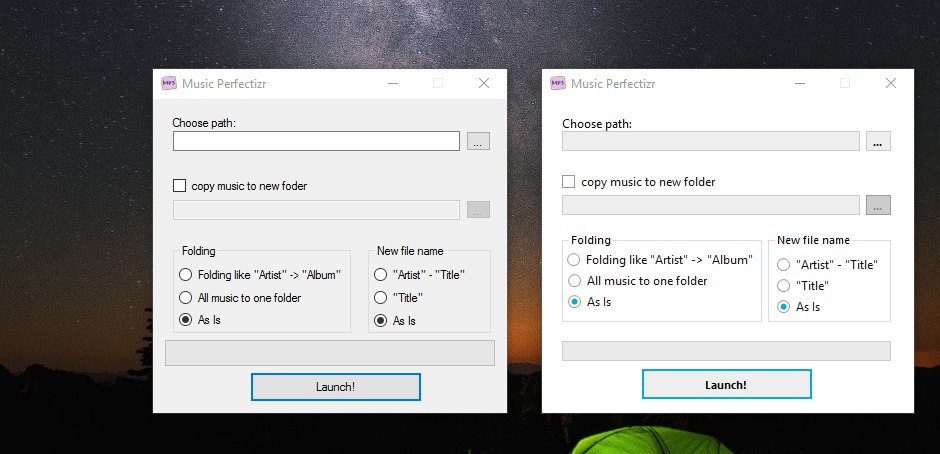 MP3 Music Perfectizr
Choose path:
...
copy music to new foder
...
Folding
Folding like "Artist" -> "Album"
All music to one folder
As Is
New file name
"Artist" - "Title"
"Title"
As Is
Launch!
MP3 Music Perfectizr
Choose path:
...
copy music to new folder
...
Folding
Folding like "Artist" -> "Album"
All music to one folder
As Is
New file name
"Artist" - "Title"
"Title"
As Is
Launch!